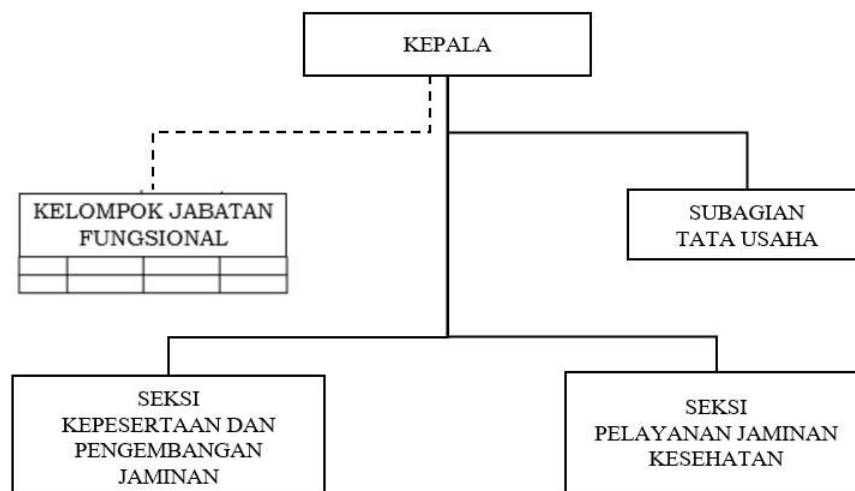 KEPALA
KELOMPOK JABATAN
FUNGSIONAL
SUBAGIAN
TATA USAHA
SEKSI
KEPESERTAAN DAN
PENGEMBANGAN
JAMINAN
SEKSI
PELAYANAN JAMINAN
KESEHATAN